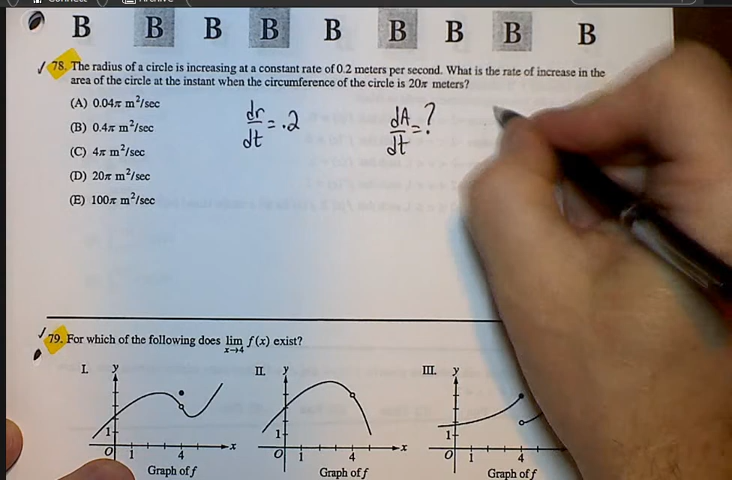 B B B B B B B B B
78. The radius of a circle is increasing at a constant rate of 0.2 meters per second. What is the rate of increase in the
area of the circle at the instant when the circumference of the circle is 20π meters?
(A) 0.04π m²/sec
(B) 0.4π m²/sec
(C) 4π m²/sec
(D) 20π m²/sec
(E) 100π m²/sec
dr/dt = .2
dA/dt = ?
79. For which of the following does lim x→4 f(x) exist?
I. II. III.
y y y
1 1 1
O 1 4 x O 1 4 x O 1 4
Graph of f Graph of f Graph of f